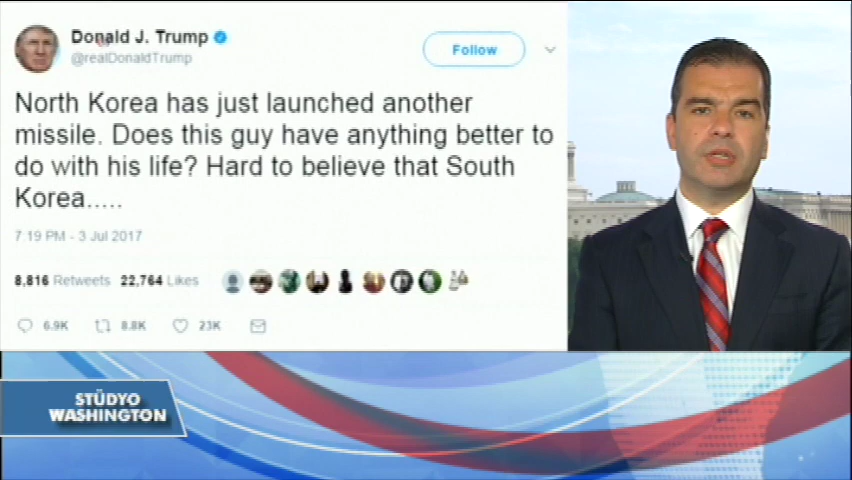 Donald J. Trump
@realDonaldTrump
Follow
North Korea has just launched another
missile. Does this guy have anything better to
do with his life? Hard to believe that South
Korea.....
7:19 PM - 3 Jul 2017
8,816 Retweets 22,764 Likes
6.9K 8.8K 23K
STÜDYO
WASHINGTON